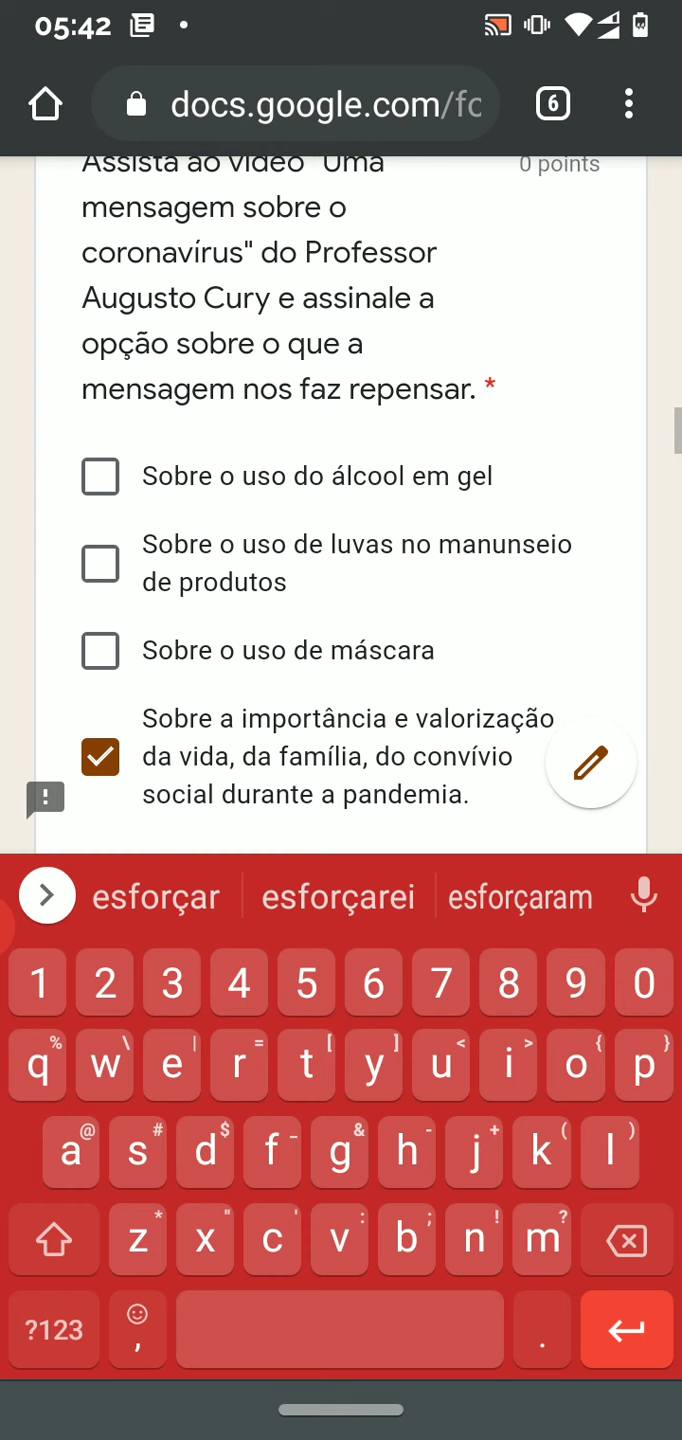 05:42
docs.google.com/fo
6
Assista ao vídeo "Uma
0 points
mensagem sobre o
coronavírus" do Professor
Augusto Cury e assinale a
opção sobre o que a
mensagem nos faz repensar. *
Sobre o uso do álcool em gel
Sobre o uso de luvas no manunseio
de produtos
Sobre o uso de máscara
Sobre a importância e valorização
da vida, da família, do convívio
social durante a pandemia.
!
esforçar esforçarei esforçaram
1 2 3 4 5 6 7 8 9 0
% \ | = [ ] < > { }
q w e r t y u i o p
@ # $ _ & - + ( )
a s d f g h j k l
* " ' : ; ! ?
z x c v b n m
?123 , .